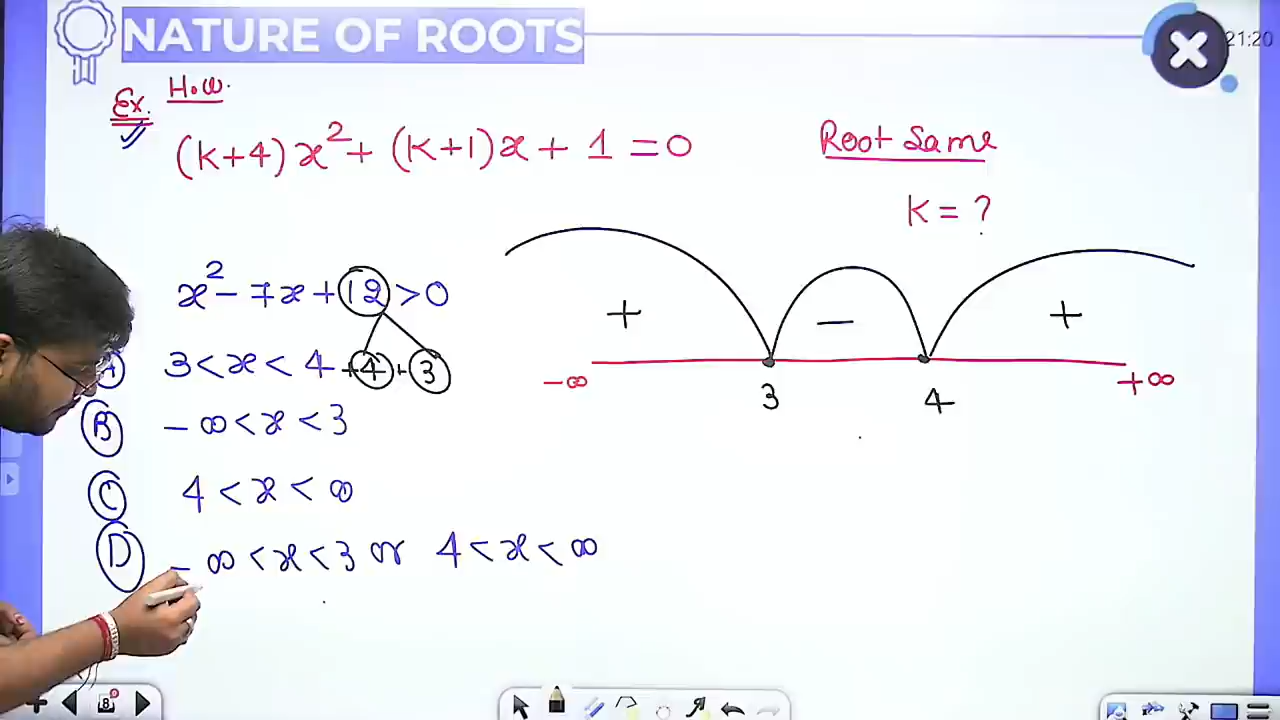 NATURE OF ROOTS
21:20
Ex. H.W.
(k+4)x²+(k+1)x+1=0
Root Same
k=?
x²-7x+12>0
+4+3
A 3<x<4
B -∞<x<3
C 4<x<∞
D -∞<x<3 or 4<x<∞
+ - +
-∞ 3 4 +∞
8